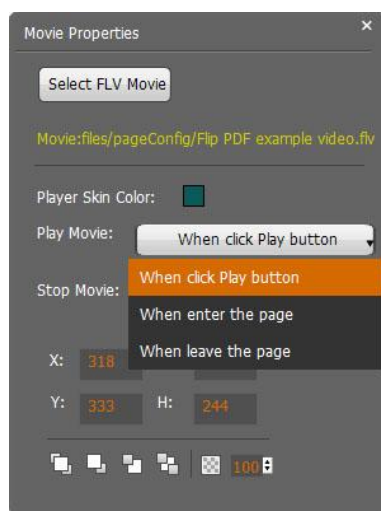 Movie Properties ×
Select FLV Movie
Movie:files/pageConfig/Flip PDF example video.flv
Player Skin Color:
Play Movie: When click Play button
When click Play button
Stop Movie:
When enter the page
When leave the page
X: 318
Y: 333 H: 244
100